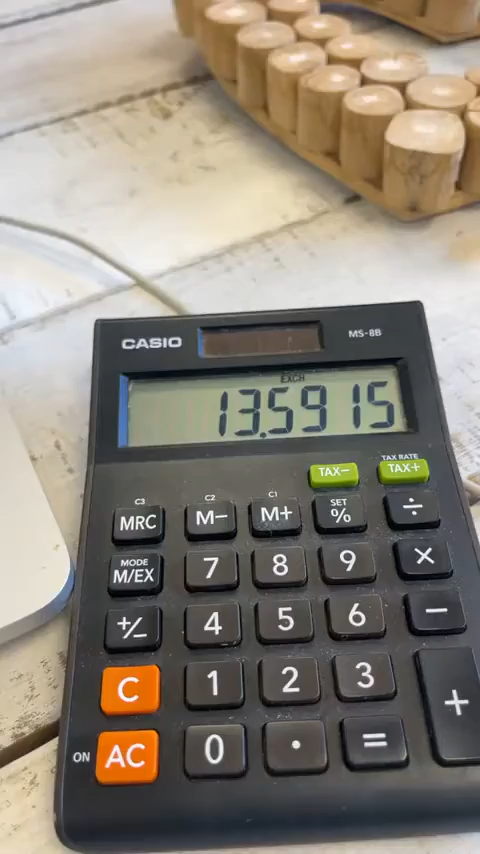 CASIO MS-8B
EXCH
13.5915
TAX− TAX RATE TAX+
C3 C2 C1 SET
MRC M− M+ % ÷
MODE
M/EX 7 8 9 ×
+/− 4 5 6 −
C 1 2 3 +
ON AC 0 · =